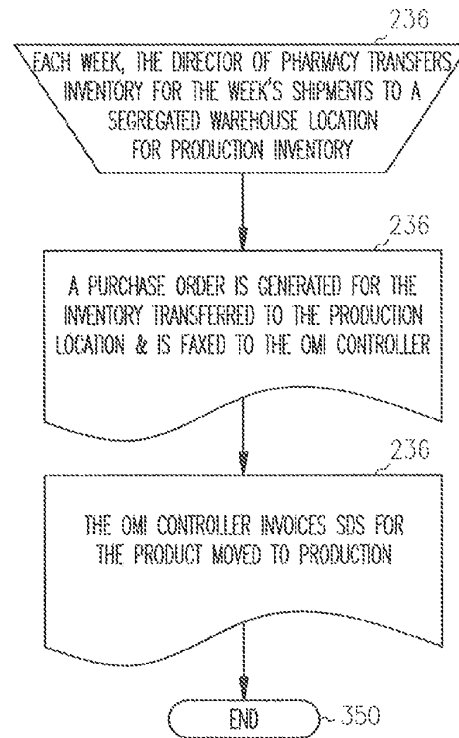 236
EACH WEEK, THE DIRECTOR OF PHARMACY TRANSFERS
INVENTORY FOR THE WEEK'S SHIPMENTS TO A
SEGREGATED WAREHOUSE LOCATION
FOR PRODUCTION INVENTORY
236
A PURCHASE ORDER IS GENERATED FOR THE
INVENTORY TRANSFERRED TO THE PRODUCTION
LOCATION & IS FAXED TO THE OMI CONTROLLER
236
THE OMI CONTROLLER INVOICES SDS FOR
THE PRODUCT MOVED TO PRODUCTION
END
350